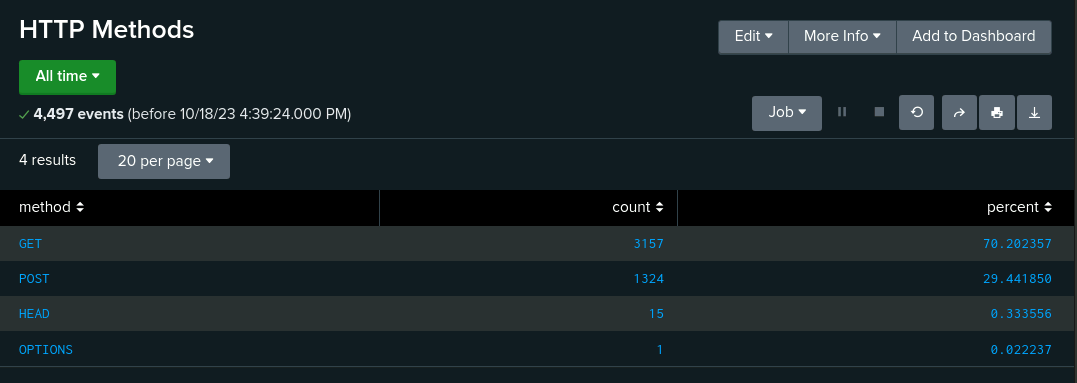 HTTP Methods
Edit More Info Add to Dashboard
All time
4,497 events (before 10/18/23 4:39:24.000 PM)
Job
4 results 20 per page
method count percent
GET 3157 70.202357
POST 1324 29.441850
HEAD 15 0.333556
OPTIONS 1 0.022237